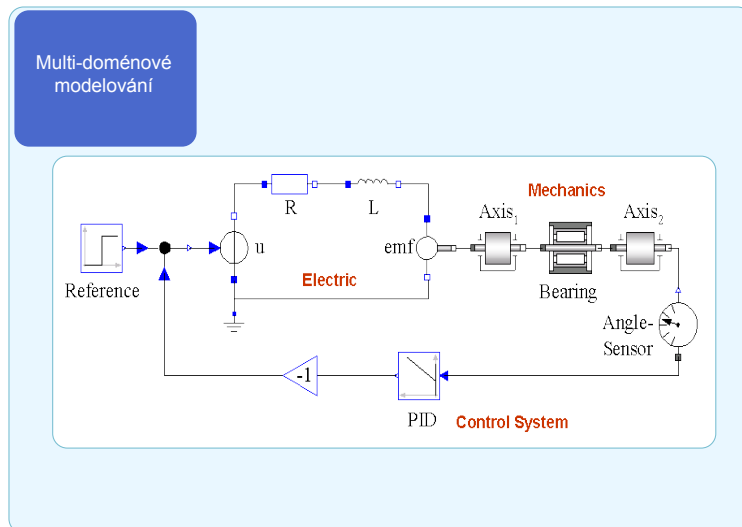 Multi-doménové
modelování
Mechanics
R
L
Axis1
Axis2
u
emf
Reference
Electric
Bearing
Angle-
Sensor
-1
PID
Control System